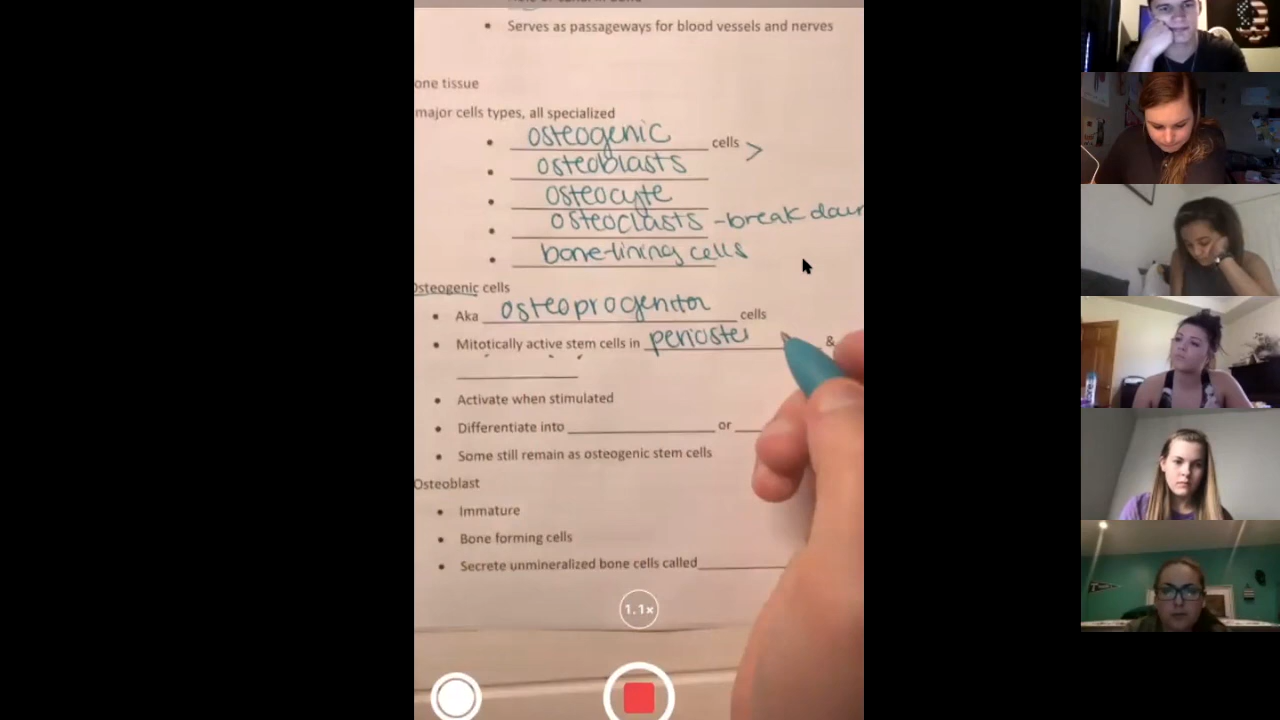 Serves as passageways for blood vessels and nerves
one tissue
major cells types, all specialized
osteogenic cells >
osteoblasts
osteocyte
osteoclasts - break dow
bone-lining cells
Osteogenic cells
Aka osteoprogenitor cells
Mitotically active stem cells in perioste &
Activate when stimulated
Differentiate into or
Some still remain as osteogenic stem cells
Osteoblast
Immature
Bone forming cells
Secrete unmineralized bone cells called
1.1×